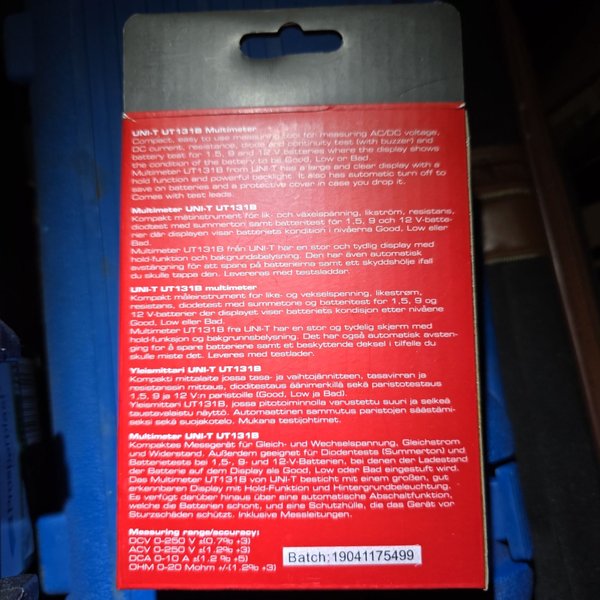 UNI-T UT131B Multimeter
Compact, easy to use measuring tool for measuring AC/DC voltage,
DC current, resistance, diode and continuity test (with buzzer) and
battery test for 1.5, 9 and 12 V batteries where the display shows
the condition of the battery to be Good, Low or Bad.
Multimeter UT131B from UNI-T has a large and clear display with a
hold function and powerful backlight. It also has automatic turn off to
save on batteries and a protective cover in case you drop it.
Comes with test leads.
Multimeter UNI-T UT131B
Kompakt mätinstrument för lik- och växelspänning, likström, resistans,
diodtest med summerton samt batteritest för 1,5, 9 och 12 V-batte-
rier där displayen visar batteriets kondition i nivåerna Good, Low eller
Bad.
Multimeter UT131B från UNI-T har en stor och tydlig display med
hold-funktion och bakgrundsbelysning. Den har även automatisk
avstängning för att spara på batterierna samt ett skyddshölje ifall
du skulle tappa den. Levereras med testsladdar.
UNI-T UT131B multimeter
Kompakt måleinstrument for like- og vekselspenning, likestrøm,
resistans, diodetest med summetone og batteritest for 1,5, 9 og
12 V-batterier der displayet viser batteriets kondisjon etter nivåene
Good, Low eller Bad.
Multimeter UT131B fra UNI-T har en stor og tydelig skjerm med
hold-funksjon og bakgrunnsbelysning. Det har også automatisk avsten-
ging for å spare batteriene samt et beskyttende deksel i tilfelle du
skulle miste det. Leveres med testleder.
Yleismittari UNI-T UT131B
Kompakti mittalaite jossa tasa- ja vaihtojännitteen, tasavirran ja
resistanssin mittaus, dioditestaus äänimerkillä sekä paristotestaus
1,5, 9 ja 12 V:n paristoille (Good, Low ja Bad).
Yleismittari UT131B, jossa pitotoiminnolla varustettu suuri ja selkeä
taustavalaistu näyttö. Automaattinen sammutus paristojen säästämi-
seksi sekä suojakotelo. Mukana testijohtimet.
Multimeter UNI-T UT131B
Kompaktes Messgerät für Gleich- und Wechselspannung, Gleichstrom
und Widerstand. Außerdem geeignet für Diodentests (Summerton) und
Batterietests bei 1,5-, 9- und 12-V-Batterien, bei denen der Ladestand
der Batterie auf dem Display als Good, Low oder Bad eingestuft wird.
Das Multimeter UT131B von UNI-T besticht mit einem großen, gut
erkennbaren Display mit Hold-Funktion und Hintergrundbeleuchtung.
Es verfügt darüber hinaus über eine automatische Abschaltfunktion,
welche die Batterien schont, und eine Schutzhülle, die das Gerät vor
Sturzschäden schützt. Inklusive Messleitungen.
Measuring range/accuracy:
DCV 0-250 V ±(0.7% +3)
ACV 0-250 V ±(1.2% +3)
DCA 0-10 A ±(1.2 % +5)
OHM 0-20 Mohm +/-(1.2% +3)
Batch:19041175499